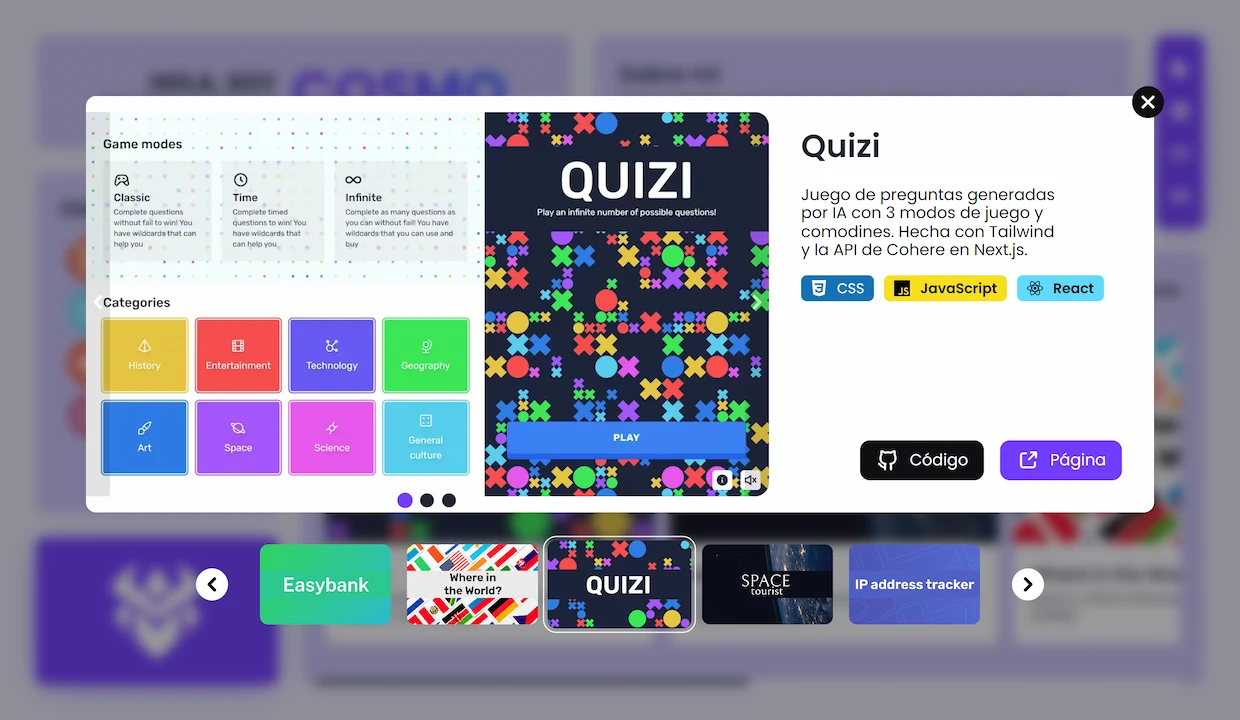 COSMO
Sobre mí
Game modes
Classic
Complete questions
without fail to win! You
have wildcards that can
help you
Time
Complete timed
questions to win! You
have wildcards that
can help you
Infinite
Complete as many questions as
you can without fail! You have
wildcards that you can use and
buy
Categories
History
Entertainment
Technology
Geography
Art
Space
Science
General
culture
QUIZI
Play an infinite number of possible questions!
PLAY
Quizi
Juego de preguntas generadas
por IA con 3 modos de juego y
comodines. Hecha con Tailwind
y la API de Cohere en Next.js.
CSS
JS
JavaScript
React
Código
Página
Easybank
Where in
the World?
QUIZI
SPACE
tourist
IP address tracker